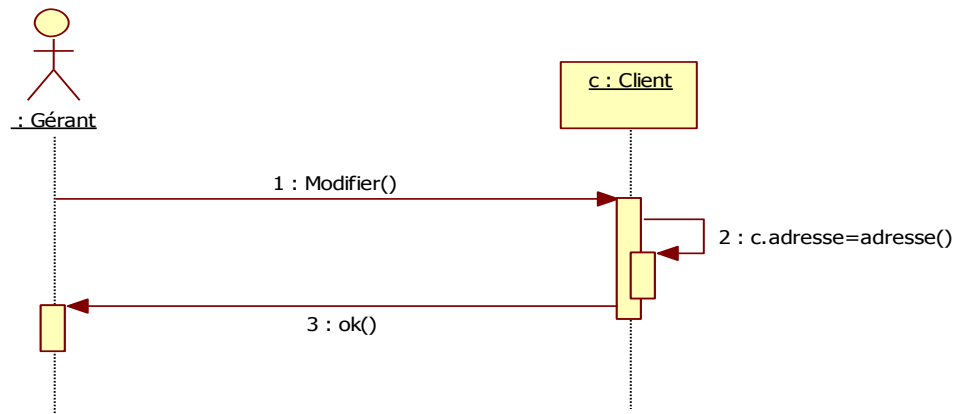 c : Client
: Gérant
1 : Modifier()
2 : c.adresse=adresse()
3 : ok()